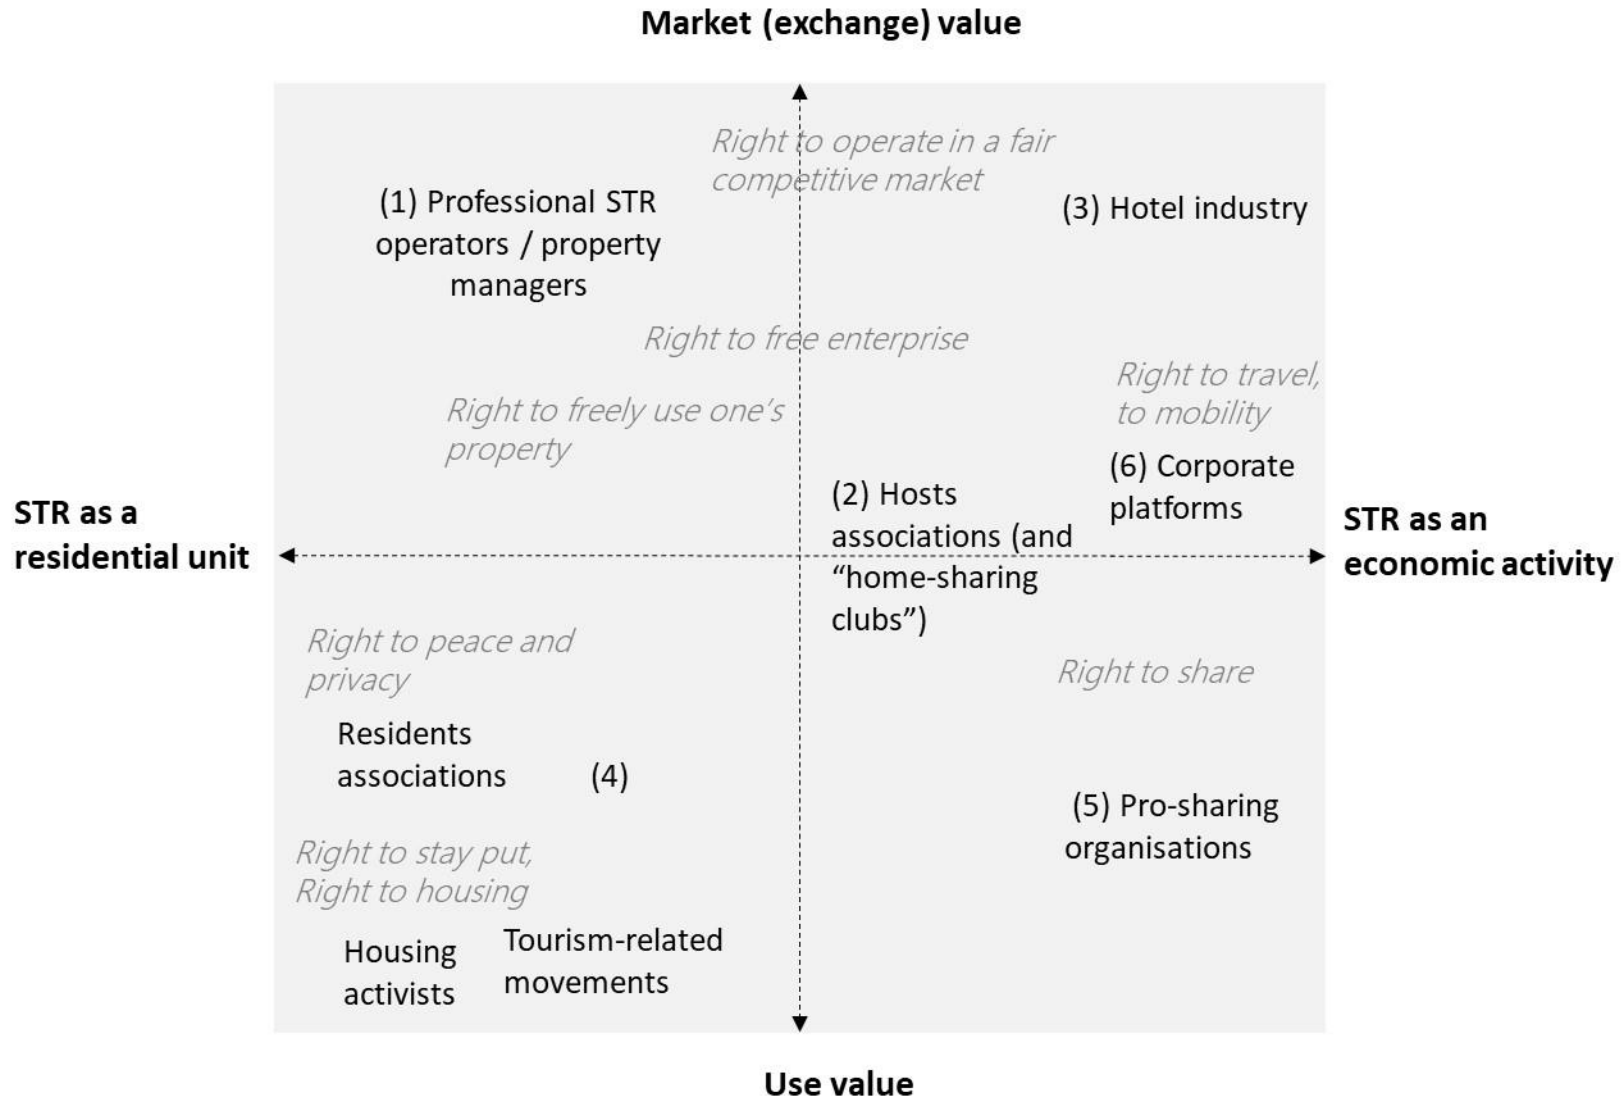 Market (exchange) value
Right to operate in a fair
competitive market
(1) Professional STR
operators / property
managers
(3) Hotel industry
Right to free enterprise
Right to travel,
to mobility
Right to freely use one's
property
(6) Corporate
platforms
(2) Hosts
associations (and
“home-sharing
clubs”)
STR as a
residential unit
STR as an
economic activity
Right to peace and
privacy
Right to share
Residents
associations (4)
(5) Pro-sharing
organisations
Right to stay put,
Right to housing
Housing
activists
Tourism-related
movements
Use value